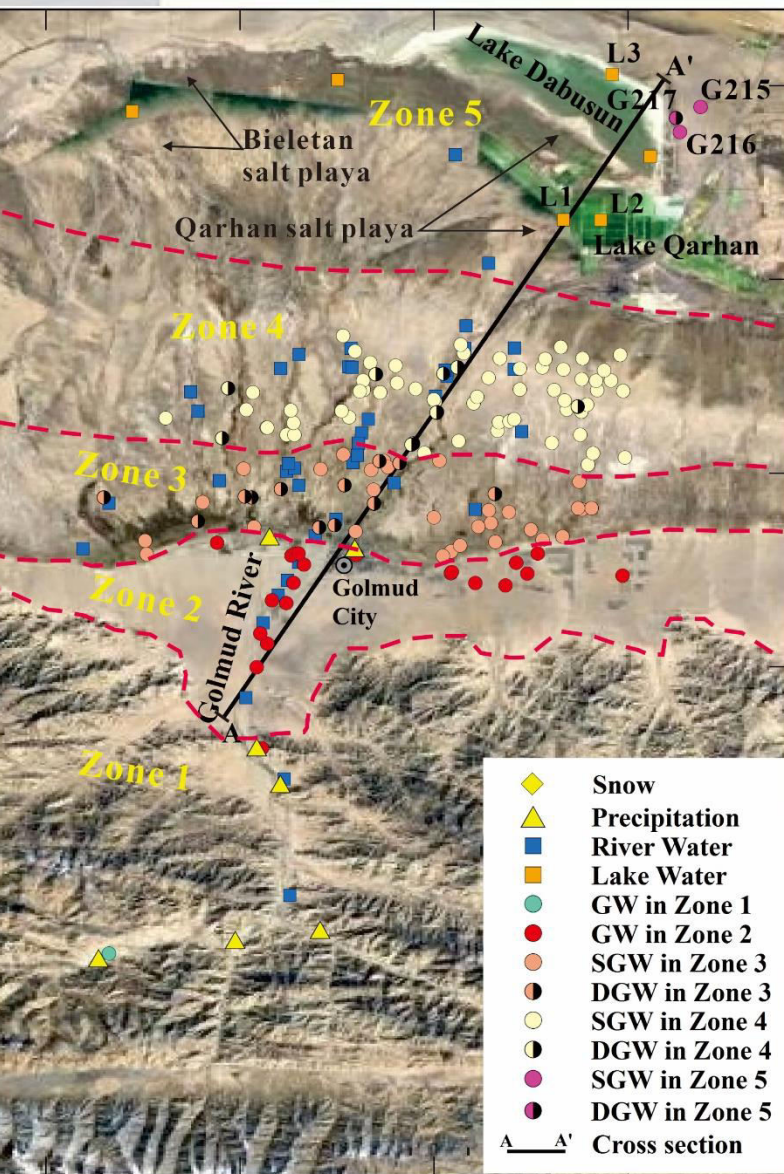 Lake Dabusun
L3
A'
G217
G215
G216
Zone 5
Bieletan
salt playa
L1
L2
Qarhan salt playa
Lake Qarhan
Zone 4
Zone 3
Zone 2
Golmud River
Golmud
City
A
Zone 1
Snow
Precipitation
River Water
Lake Water
GW in Zone 1
GW in Zone 2
SGW in Zone 3
DGW in Zone 3
SGW in Zone 4
DGW in Zone 4
SGW in Zone 5
DGW in Zone 5
A A' Cross section